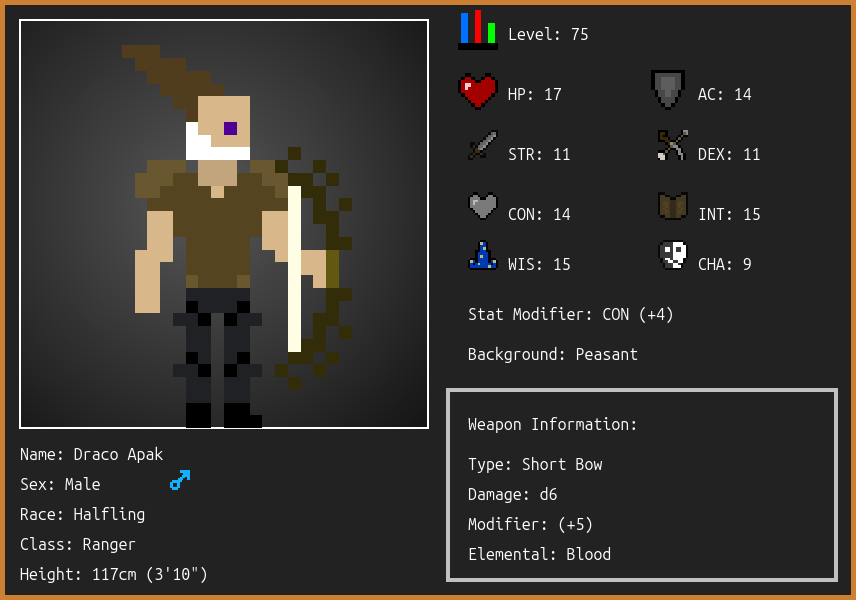 Level: 75
HP: 17
AC: 14
STR: 11
DEX: 11
CON: 14
INT: 15
WIS: 15
CHA: 9
Stat Modifier: CON (+4)
Background: Peasant
Weapon Information:
Type: Short Bow
Damage: d6
Modifier: (+5)
Elemental: Blood
Name: Draco Apak
Sex: Male
Race: Halfling
Class: Ranger
Height: 117cm (3'10")